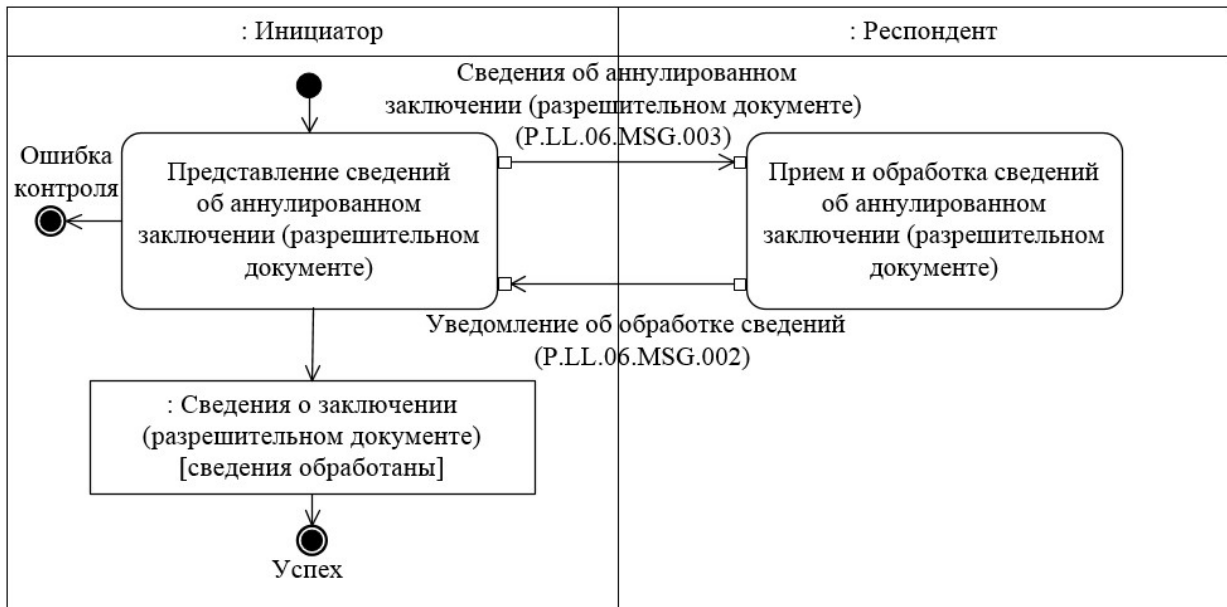 : Инициатор
: Респондент
Сведения об аннулированном
заключении (разрешительном документе)
(P.LL.06.MSG.003)
Ошибка
контроля
Представление сведений
об аннулированном
заключении (разрешительном
документе)
Прием и обработка сведений
об аннулированном
заключении (разрешительном
документе)
Уведомление об обработке сведений
(P.LL.06.MSG.002)
: Сведения о заключении
(разрешительном документе)
[сведения обработаны]
Успех